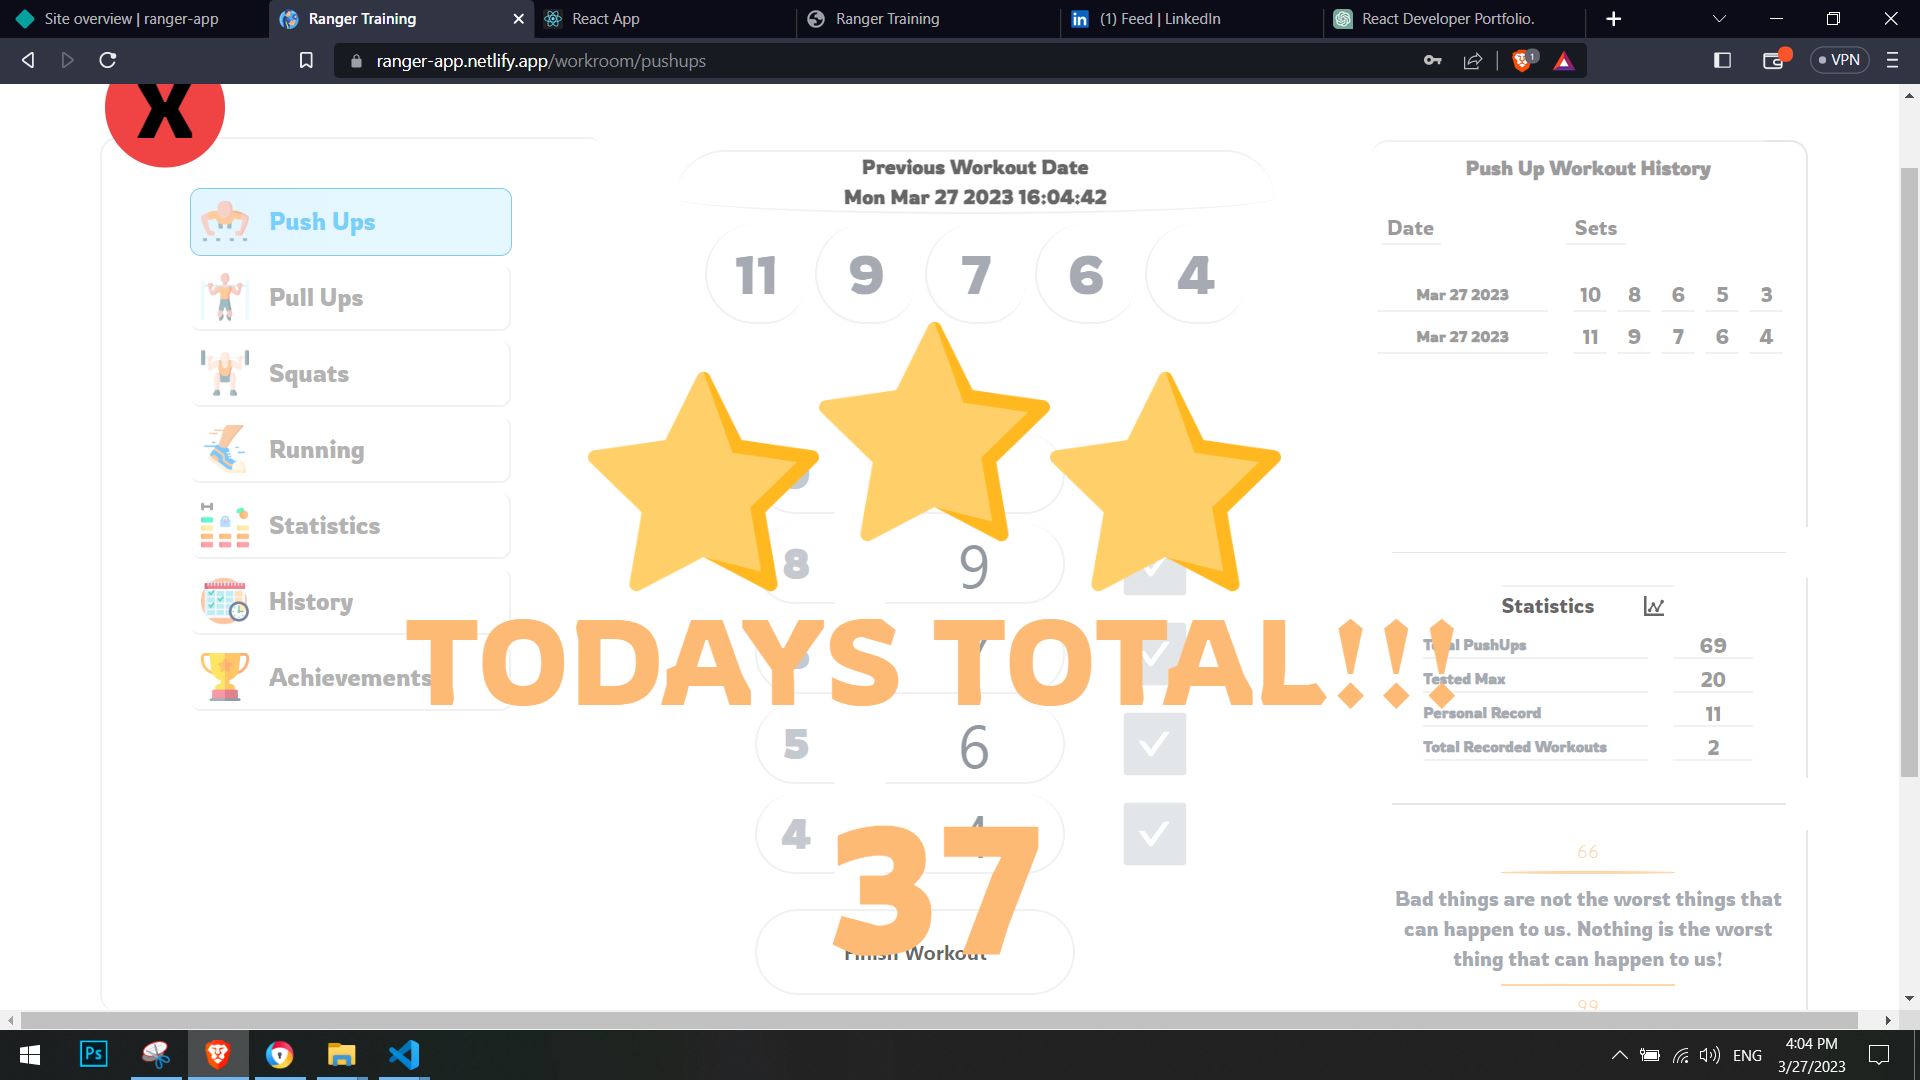 Site overview | ranger-app
Ranger Training
React App
Ranger Training
(1) Feed | LinkedIn
React Developer Portfolio.
ranger-app.netlify.app/workroom/pushups
1
VPN
X
Push Ups
Pull Ups
Squats
Running
Statistics
History
Achievements
Previous Workout Date
Mon Mar 27 2023 16:04:42
11 9 7 6 4
8 9
5 6
4 4
TODAYS TOTAL!!!
37
Finish Workout
Push Up Workout History
Date Sets
Mar 27 2023 10 8 6 5 3
Mar 27 2023 11 9 7 6 4
Statistics
Total PushUps 69
Tested Max 20
Personal Record 11
Total Recorded Workouts 2
66
Bad things are not the worst things that
can happen to us. Nothing is the worst
thing that can happen to us!
99
Ps
ENG
4:04 PM
3/27/2023